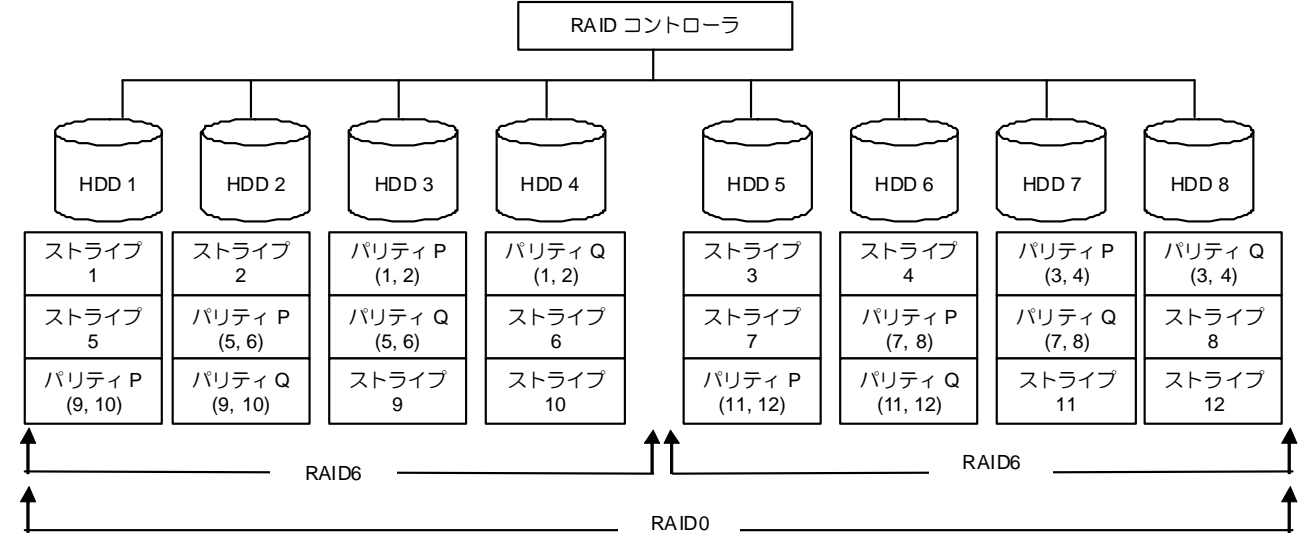 RAID コントローラ
HDD 1
HDD 2
HDD 3
HDD 4
HDD 5
HDD 6
HDD 7
HDD 8
ストライプ
1
ストライプ
2
パリティ P
(1, 2)
パリティ Q
(1, 2)
ストライプ
3
ストライプ
4
パリティ P
(3, 4)
パリティ Q
(3, 4)
ストライプ
5
パリティ P
(5, 6)
パリティ Q
(5, 6)
ストライプ
6
ストライプ
7
パリティ P
(7, 8)
パリティ Q
(7, 8)
ストライプ
8
パリティ P
(9, 10)
パリティ Q
(9, 10)
ストライプ
9
ストライプ
10
パリティ P
(11, 12)
パリティ Q
(11, 12)
ストライプ
11
ストライプ
12
RAID6
RAID6
RAID0